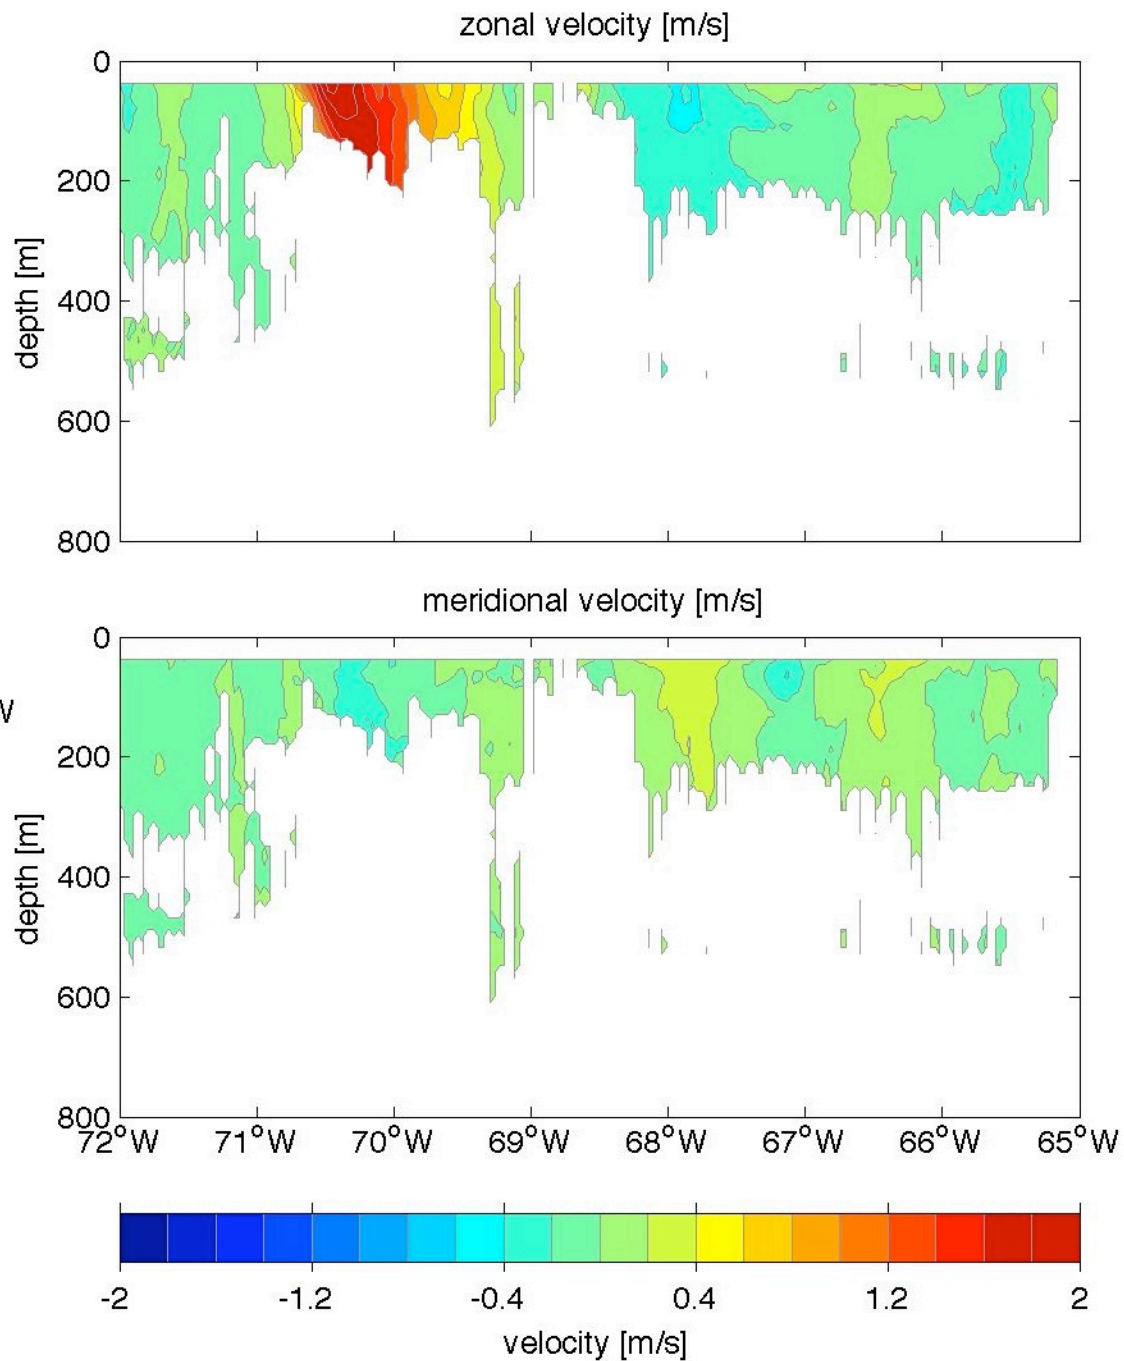 zonal velocity [m/s]
0
200
400
600
800
depth [m]
meridional velocity [m/s]
W
0
200
400
600
800
depth [m]
72°W 71°W 70°W 69°W 68°W 67°W 66°W 65°W
-2 -1.2 -0.4 0.4 1.2 2
velocity [m/s]